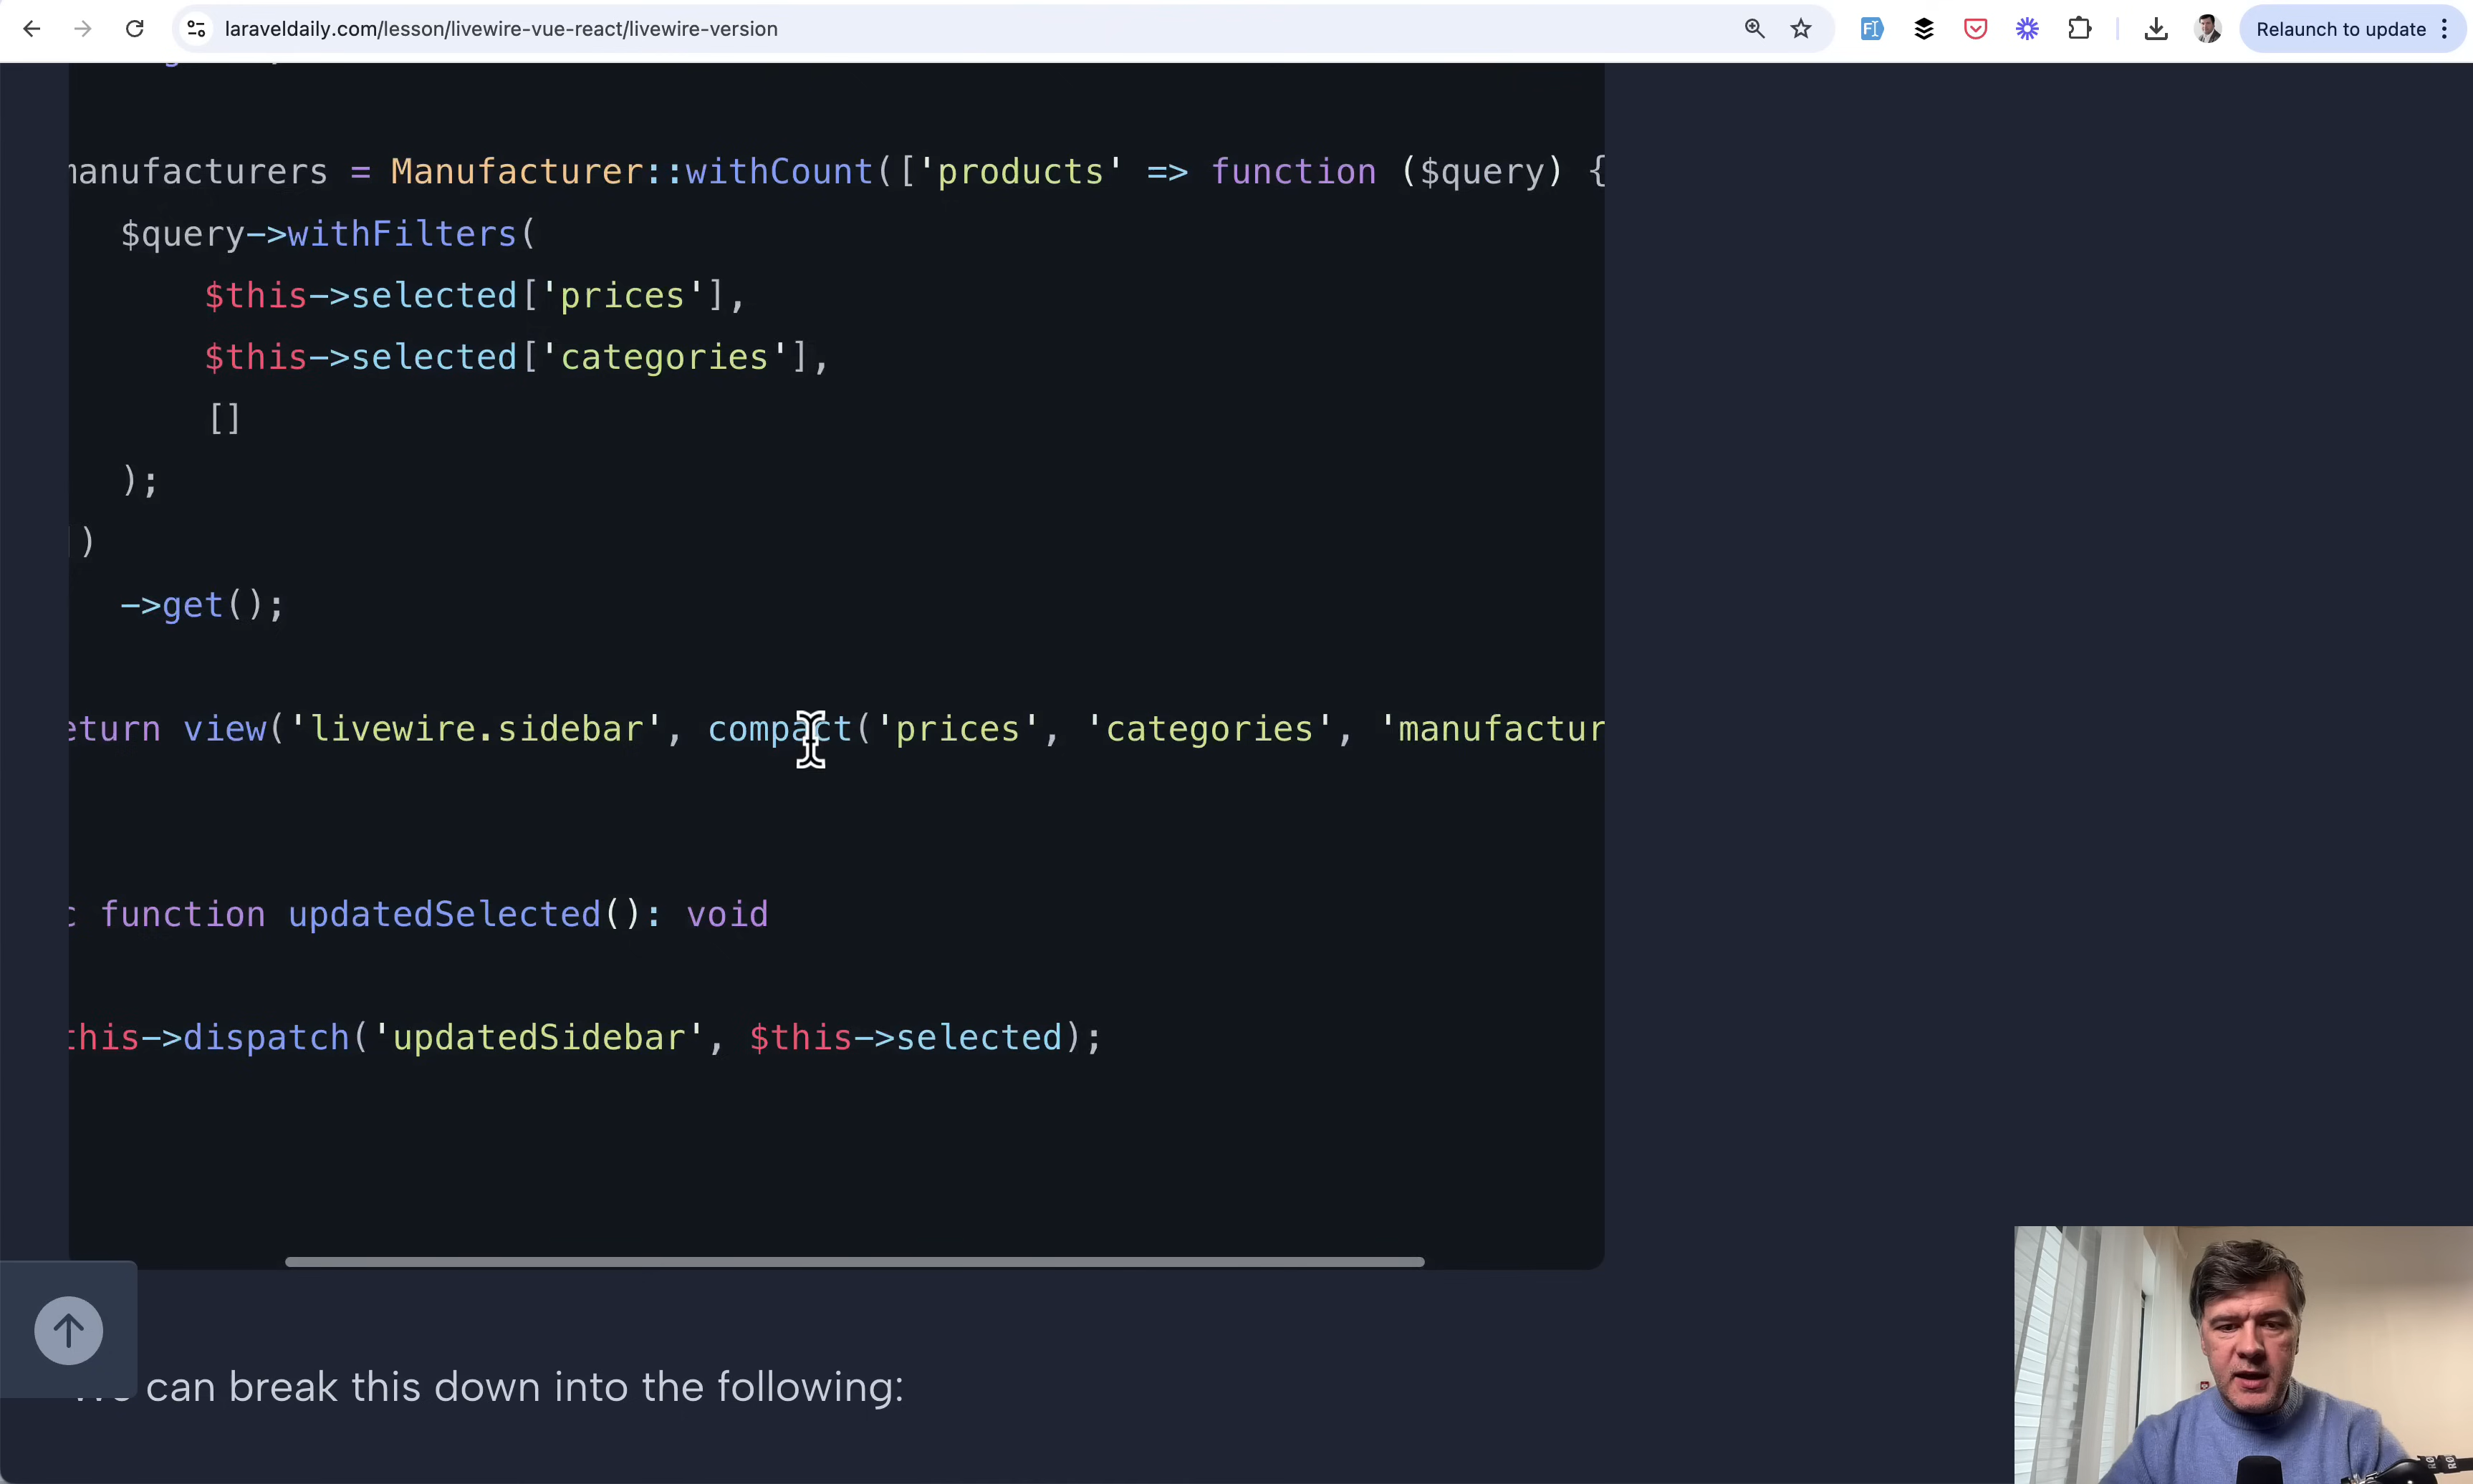 laraveldaily.com/lesson/livewire-vue-react/livewire-version
Relaunch to update
manufacturers = Manufacturer::withCount(['products' => function ($query) {
$query->withFilters(
$this->selected['prices'],
$this->selected['categories'],
[]
);
])
->get();
eturn view('livewire.sidebar', compact('prices', 'categories', 'manufactur
c function updatedSelected(): void
this->dispatch('updatedSidebar', $this->selected);
can break this down into the following: